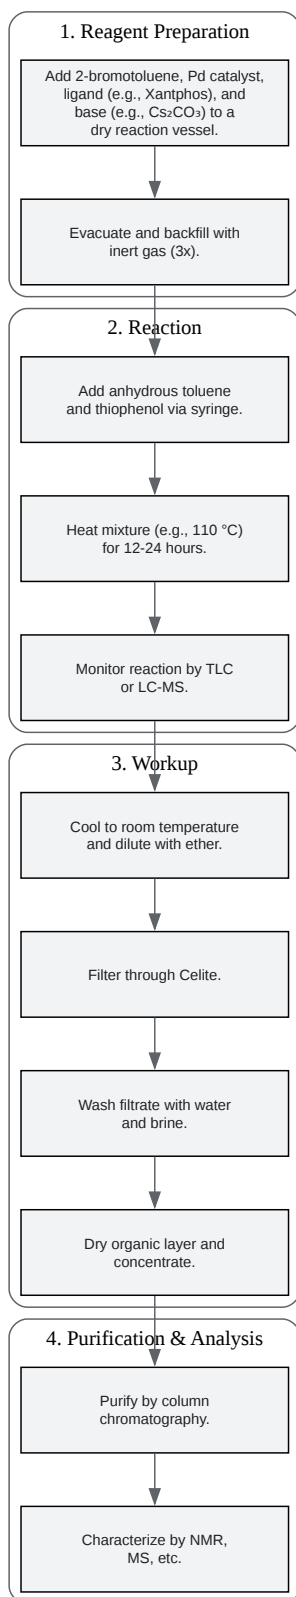 1. Reagent Preparation
Add 2-bromotoluene, Pd catalyst,
ligand (e.g., Xantphos), and
base (e.g., Cs₂CO₃) to a
dry reaction vessel.
Evacuate and backfill with
inert gas (3x).
2. Reaction
Add anhydrous toluene
and thiophenol via syringe.
Heat mixture (e.g., 110 °C)
for 12-24 hours.
Monitor reaction by TLC
or LC-MS.
3. Workup
Cool to room temperature
and dilute with ether.
Filter through Celite.
Wash filtrate with water
and brine.
Dry organic layer and
concentrate.
4. Purification & Analysis
Purify by column
chromatography.
Characterize by NMR,
MS, etc.